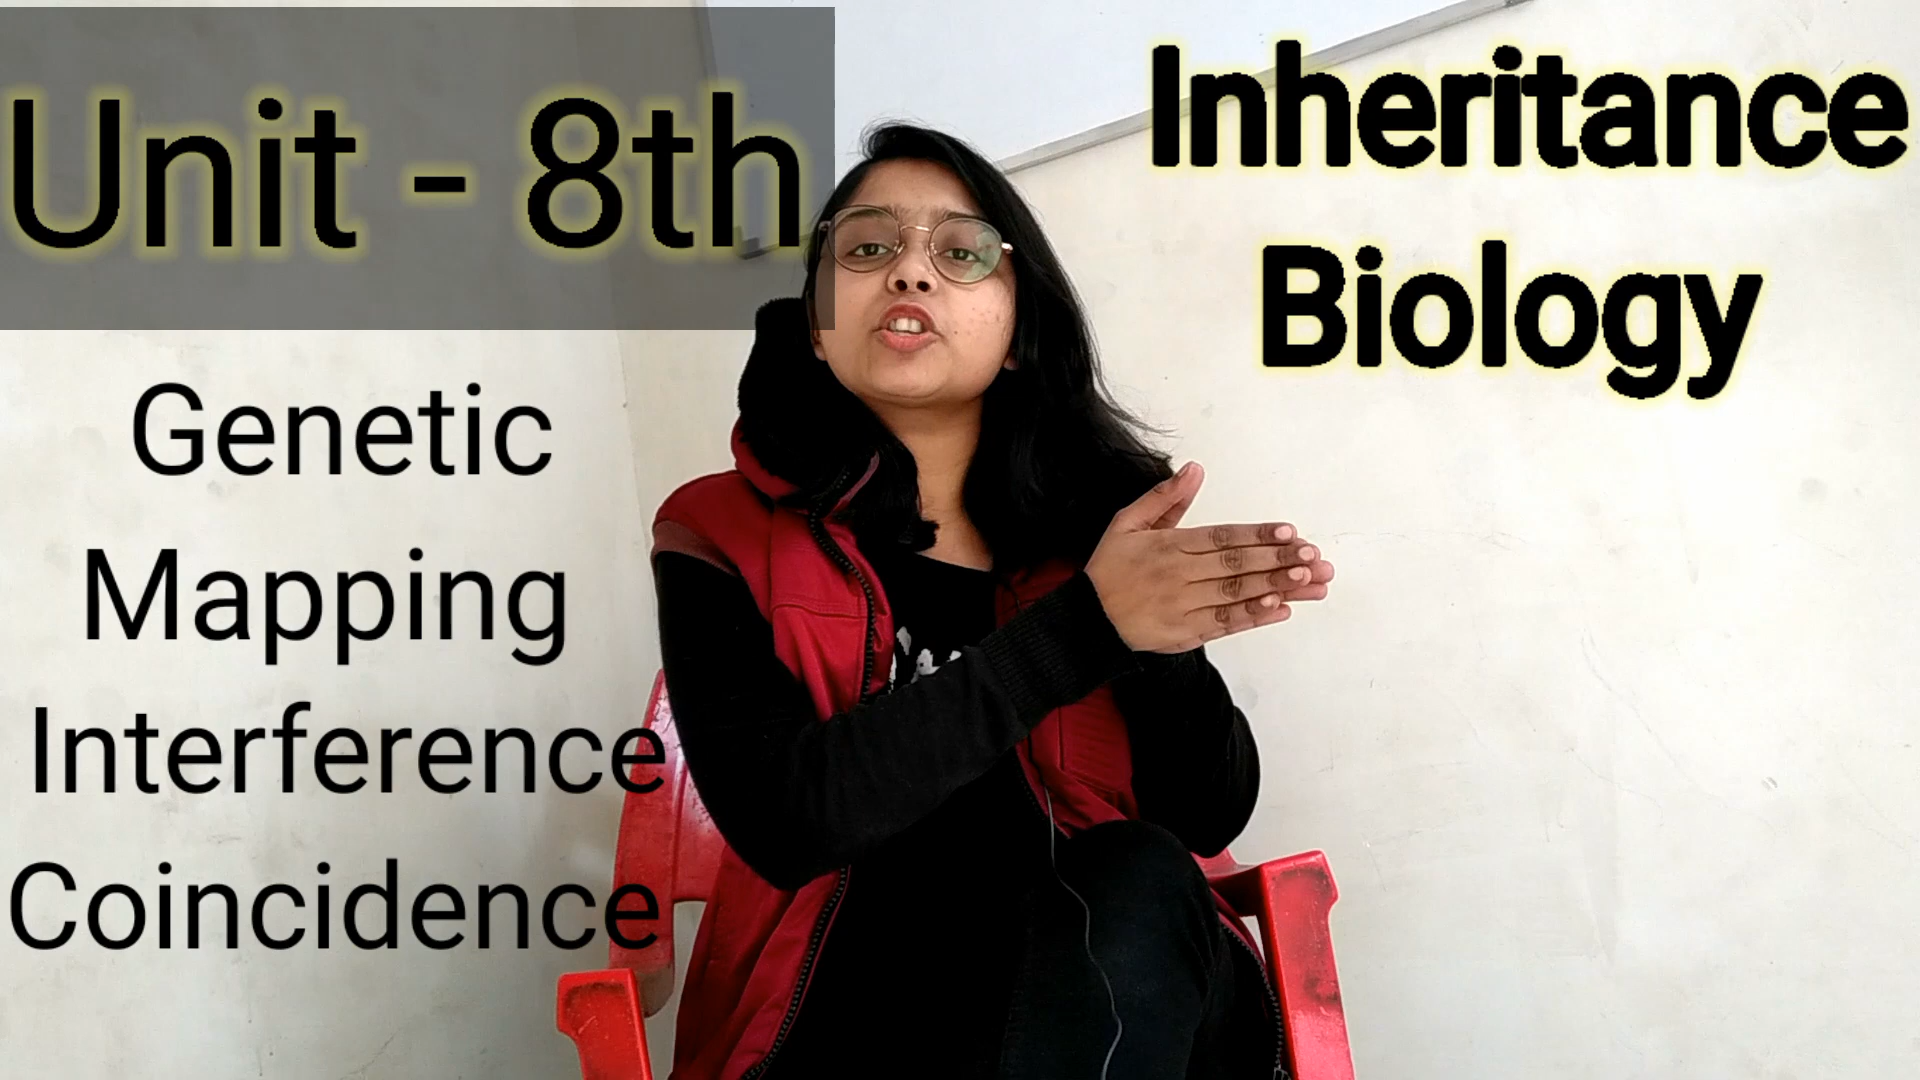 Unit - 8th
Inheritance
Biology
Genetic
Mapping
Interference
Coincidence